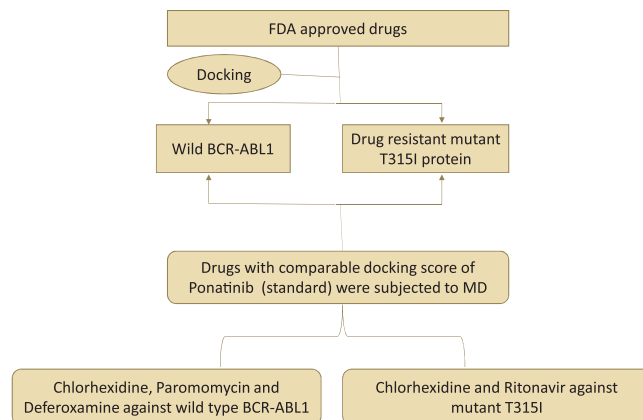 FDA approved drugs
Docking
Wild BCR-ABL1
Drug resistant mutant
T315I protein
Drugs with comparable docking score of
Ponatinib (standard) were subjected to MD
Chlorhexidine, Paromomycin and
Deferoxamine against wild type BCR-ABL1
Chlorhexidine and Ritonavir against
mutant T315I